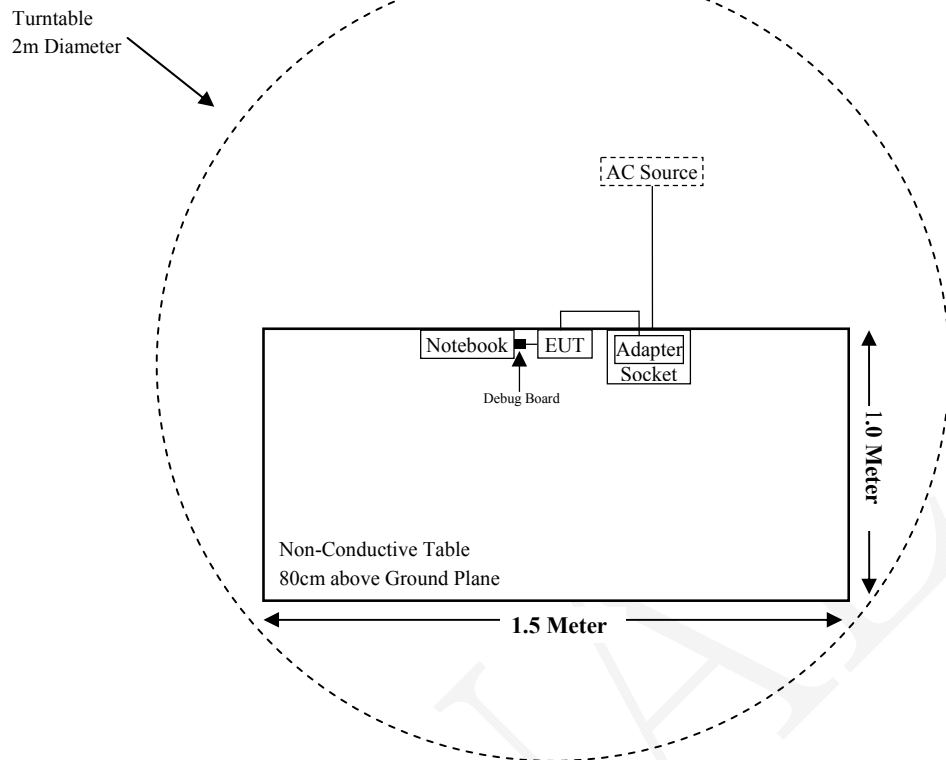 Turntable
2m Diameter
AC Source
Notebook
EUT
Adapter
Socket
Debug Board
1.0 Meter
Non-Conductive Table
80cm above Ground Plane
1.5 Meter